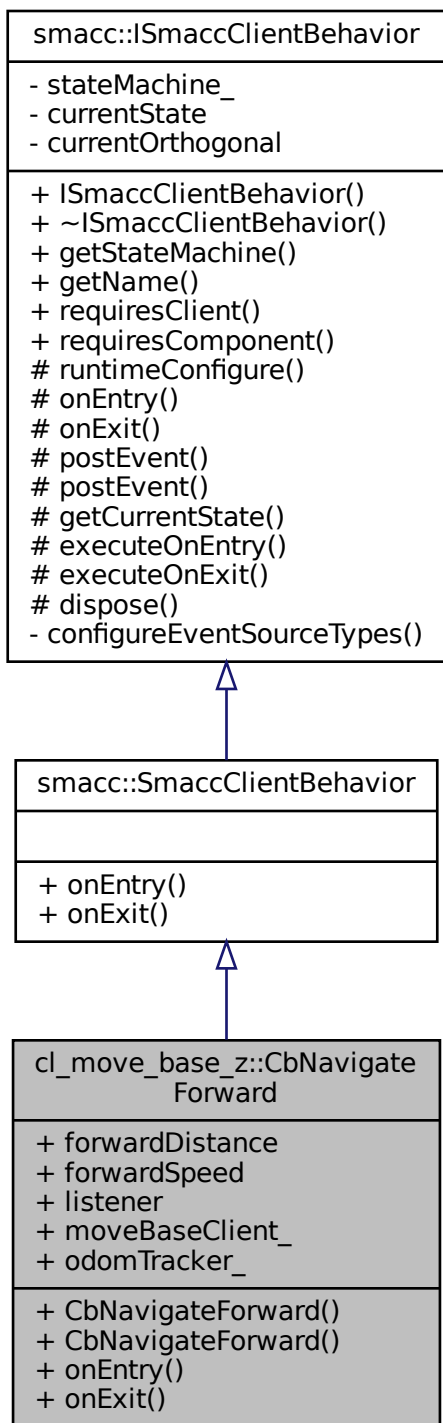 smacc::ISmaccClientBehavior
- stateMachine_
- currentState
- currentOrthogonal
+ ISmaccClientBehavior()
+ ~ISmaccClientBehavior()
+ getStateMachine()
+ getName()
+ requiresClient()
+ requiresComponent()
# runtimeConfigure()
# onEntry()
# onExit()
# postEvent()
# postEvent()
# getCurrentState()
# executeOnEntry()
# executeOnExit()
# dispose()
- configureEventSourceTypes()
smacc::SmaccClientBehavior
+ onEntry()
+ onExit()
cl_move_base_z::CbNavigate
Forward
+ forwardDistance
+ forwardSpeed
+ listener
+ moveBaseClient_
+ odomTracker_
+ CbNavigateForward()
+ CbNavigateForward()
+ onEntry()
+ onExit()